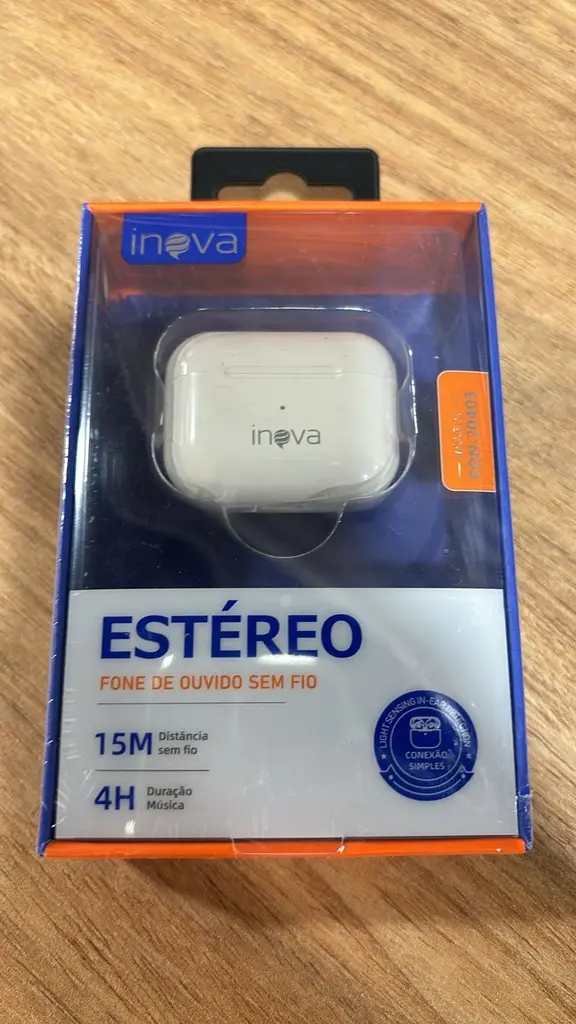 inova
inova
FON-20403
ESTÉREO
FONE DE OUVIDO SEM FIO
15M Distância
sem fio
4H Duração
Música
LIGHT SENSING IN-EAR DETECTION
CONEXÃO
SIMPLES